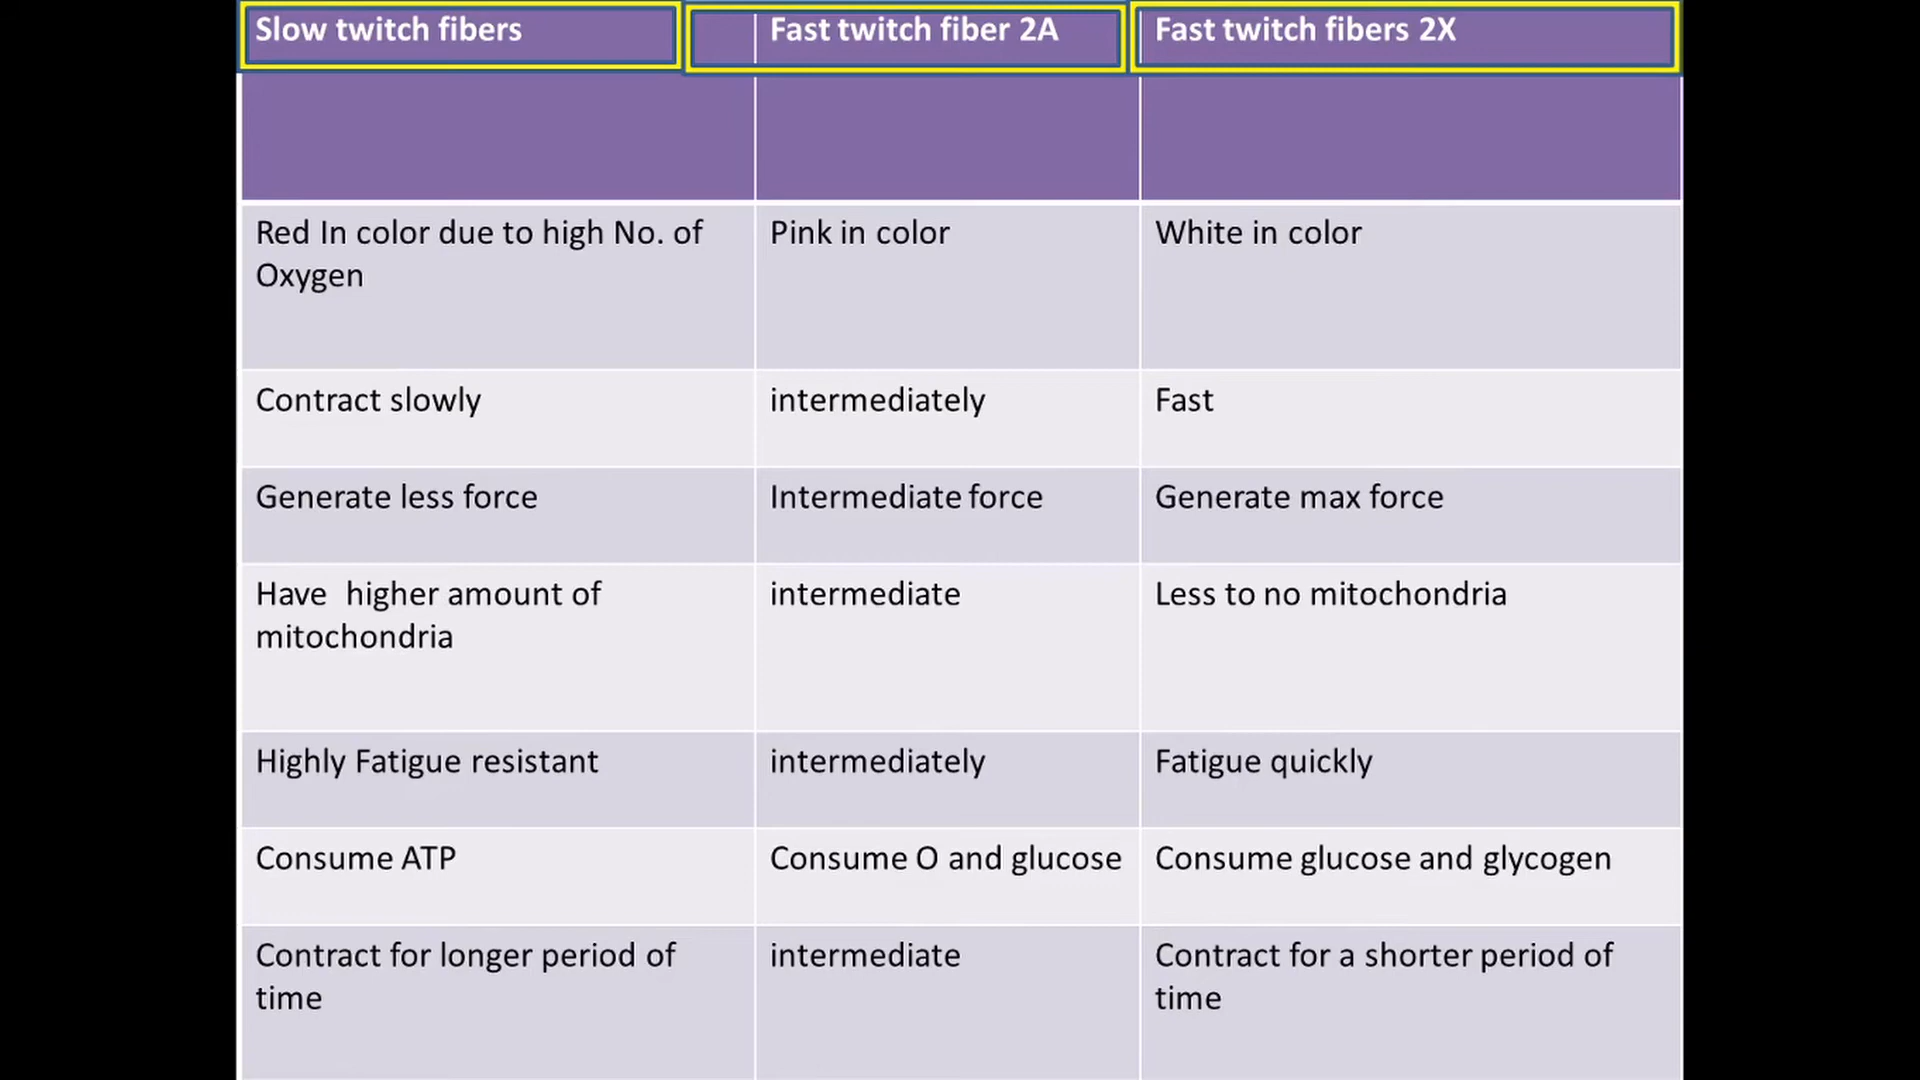 Slow twitch fibers
Fast twitch fiber 2A
Fast twitch fibers 2X
Red In color due to high No. of
Oxygen
Pink in color
White in color
Contract slowly
intermediately
Fast
Generate less force
Intermediate force
Generate max force
Have higher amount of
mitochondria
intermediate
Less to no mitochondria
Highly Fatigue resistant
intermediately
Fatigue quickly
Consume ATP
Consume O and glucose
Consume glucose and glycogen
Contract for longer period of
time
intermediate
Contract for a shorter period of
time